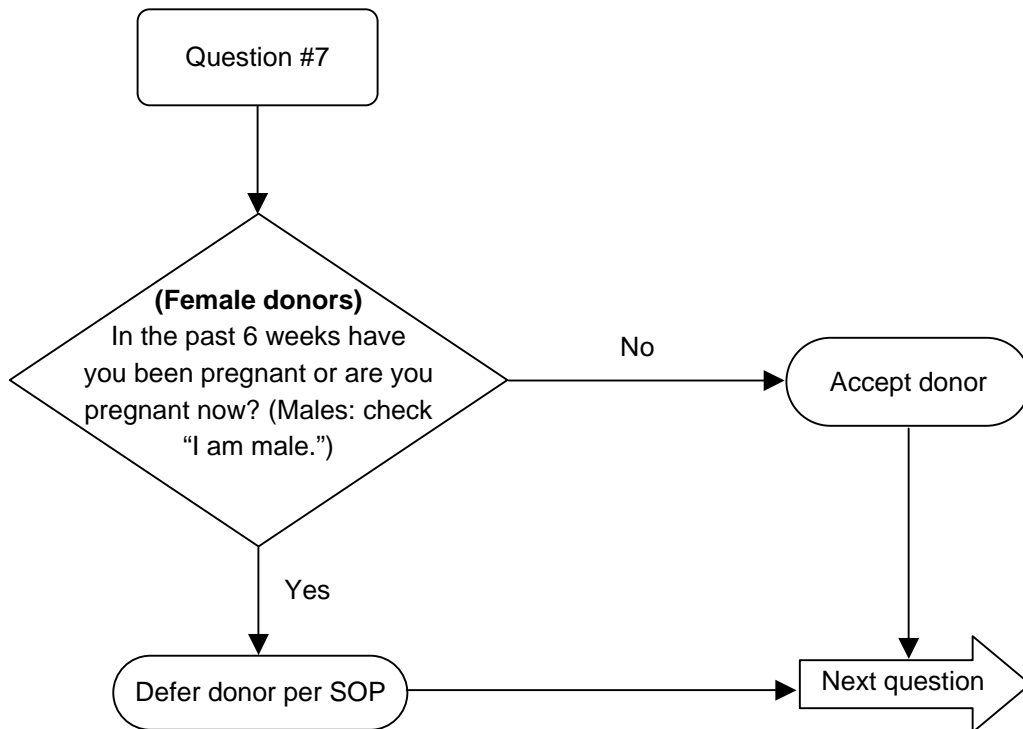 Question #7
(Female donors)
In the past 6 weeks have
you been pregnant or are you
pregnant now? (Males: check
“I am male.”)
No
Accept donor
Yes
Defer donor per SOP
Next question